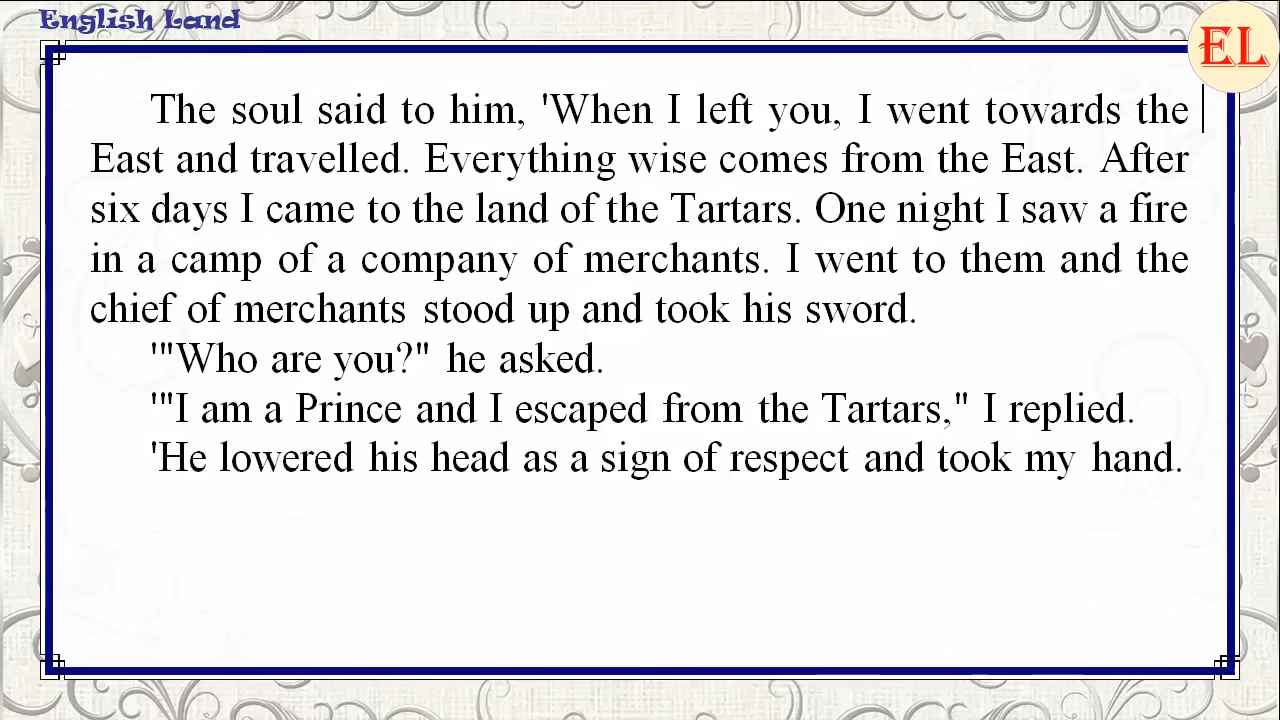 English Land
EL
The soul said to him, 'When I left you, I went towards the
East and travelled. Everything wise comes from the East. After
six days I came to the land of the Tartars. One night I saw a fire
in a camp of a company of merchants. I went to them and the
chief of merchants stood up and took his sword.
'"Who are you?" he asked.
'"I am a Prince and I escaped from the Tartars," I replied.
'He lowered his head as a sign of respect and took my hand.